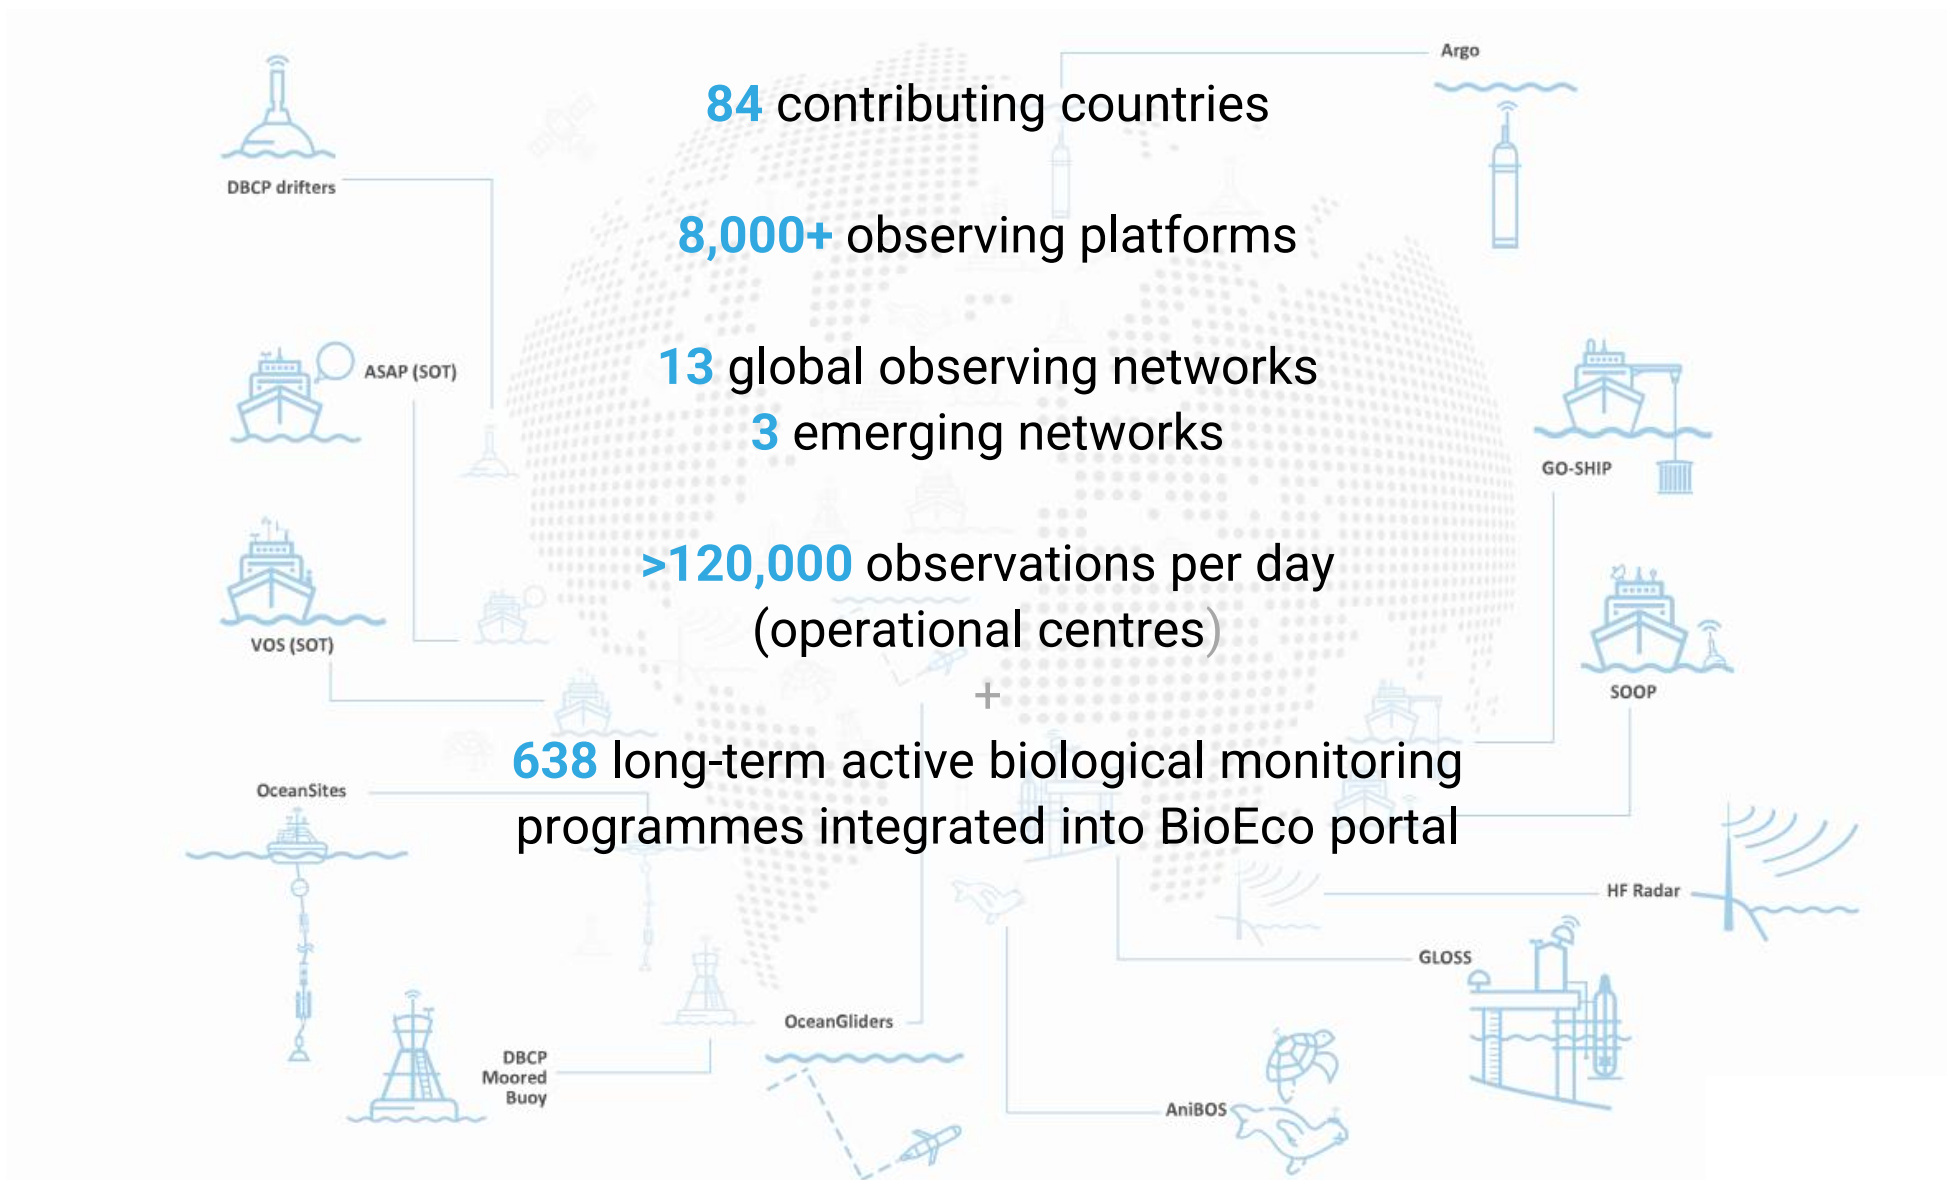 Argo
84 contributing countries
DBCP drifters
8,000+ observing platforms
13 global observing networks
ASAP (SOT)
3 emerging networks
GO-SHIP
>120,000 observations per day
(operational centres)
VOS (SOT)
+
SOOP
638 long-term active biological monitoring
OceanSites
programmes integrated into BioEco portal
HF Radar
GLOSS
OceanGliders
DBCP
Moored
Buoy
AniBOS